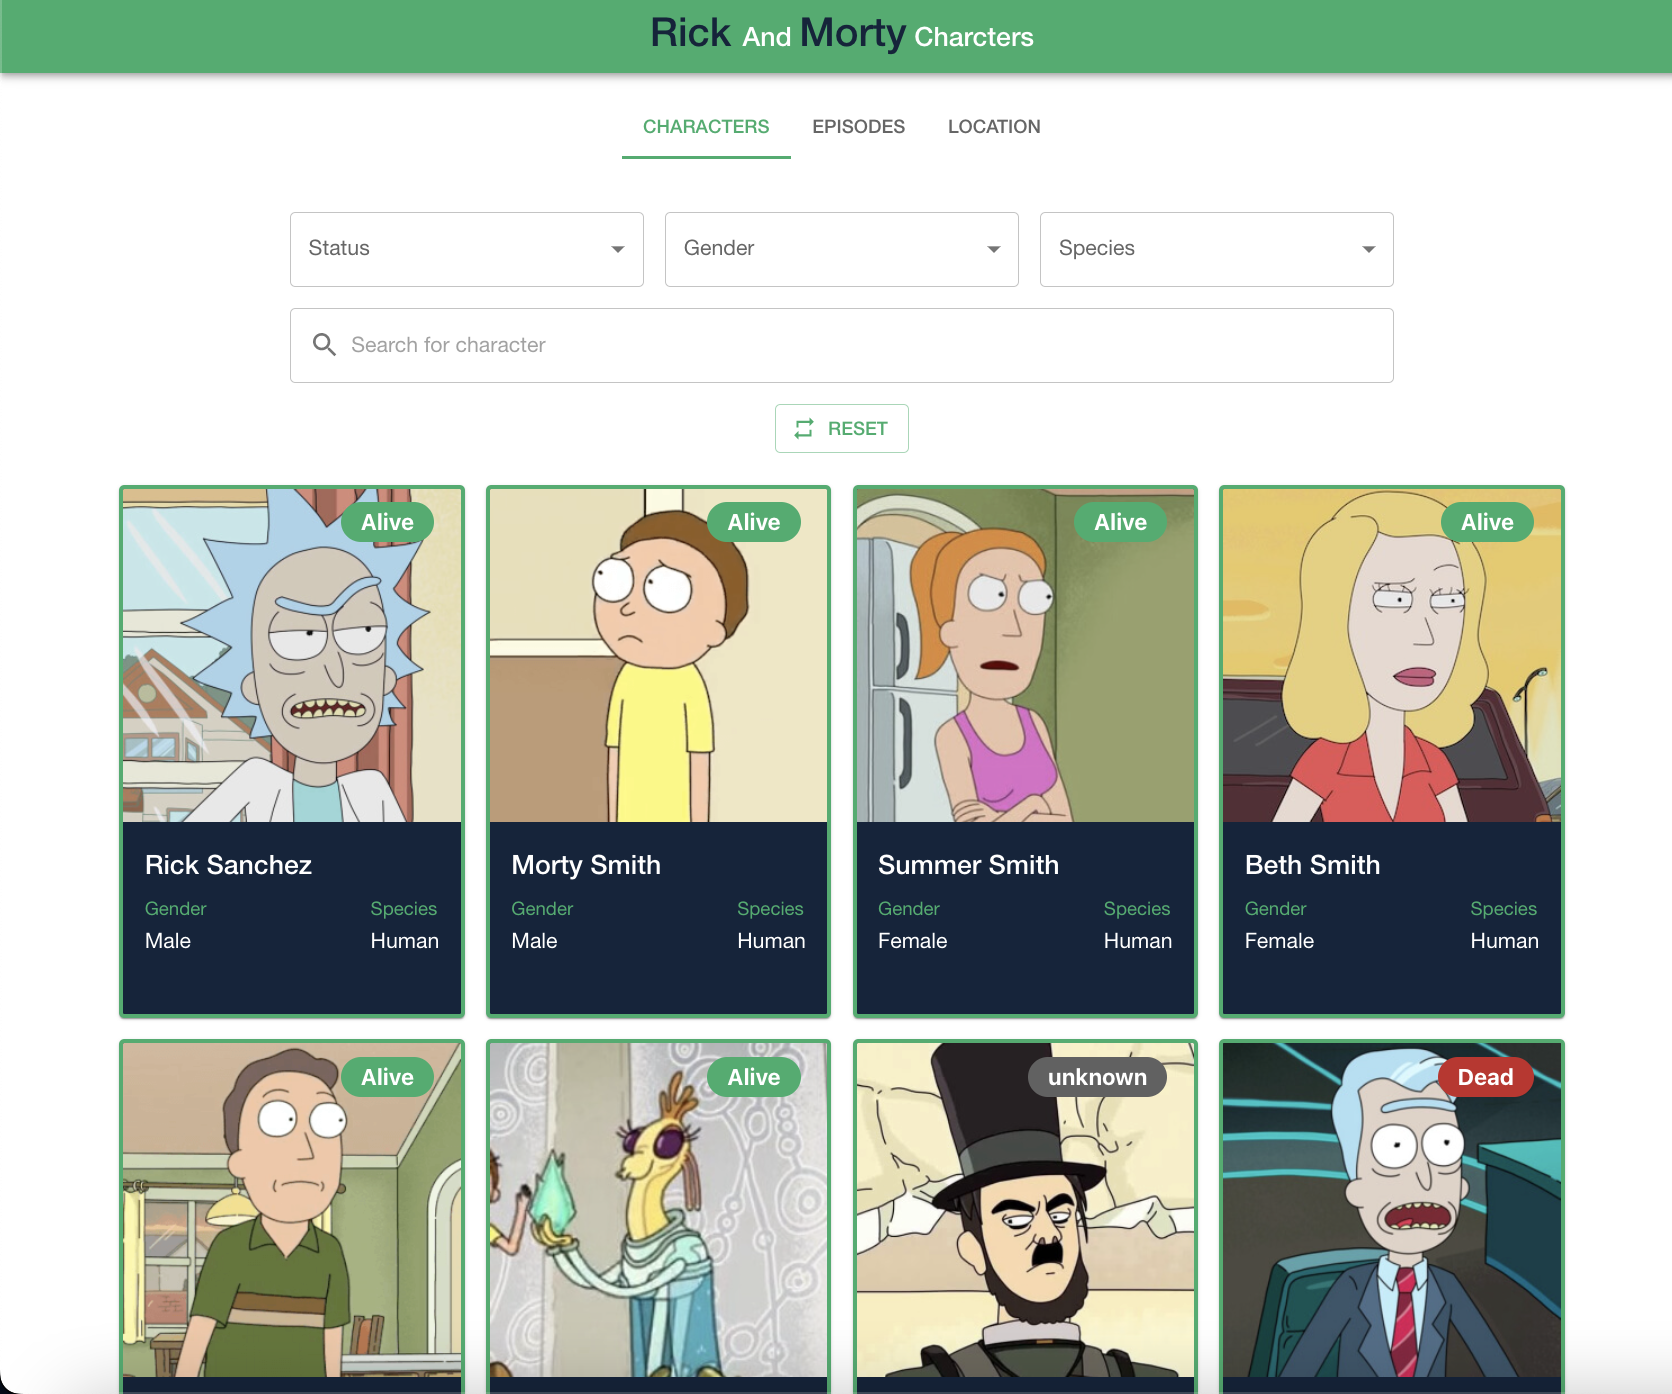 Rick And Morty Charcters
CHARACTERS EPISODES LOCATION
Status Gender Species
Search for character
RESET
Alive Alive Alive Alive
Rick Sanchez Morty Smith Summer Smith Beth Smith
Gender Species Gender Species Gender Species Gender Species
Male Human Male Human Female Human Female Human
Alive Alive unknown Dead